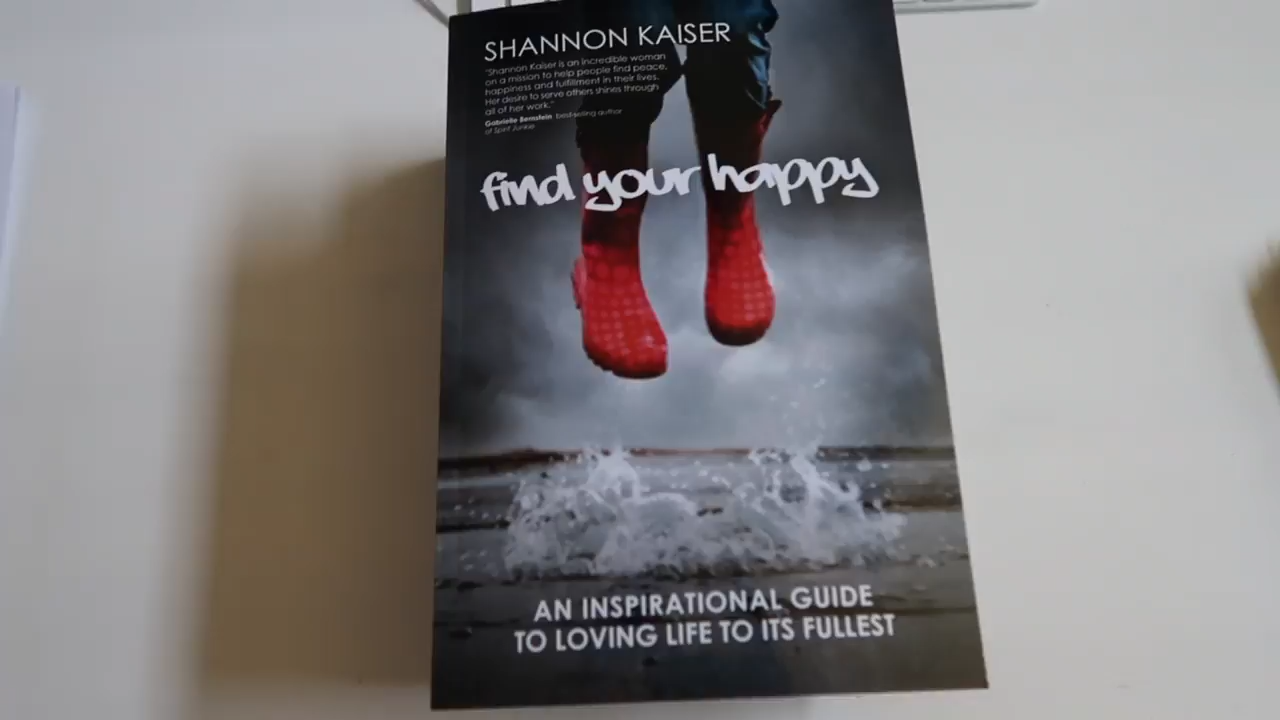 SHANNON KAISER
"Shannon Kaiser is an incredible woman
on a mission to help people find peace,
happiness and fulfillment in their lives.
Her desire to serve others shines through
all of her work."
Gabrielle Bernstein best-selling author
of Spirit Junkie
find your happy
AN INSPIRATIONAL GUIDE
TO LOVING LIFE TO ITS FULLEST